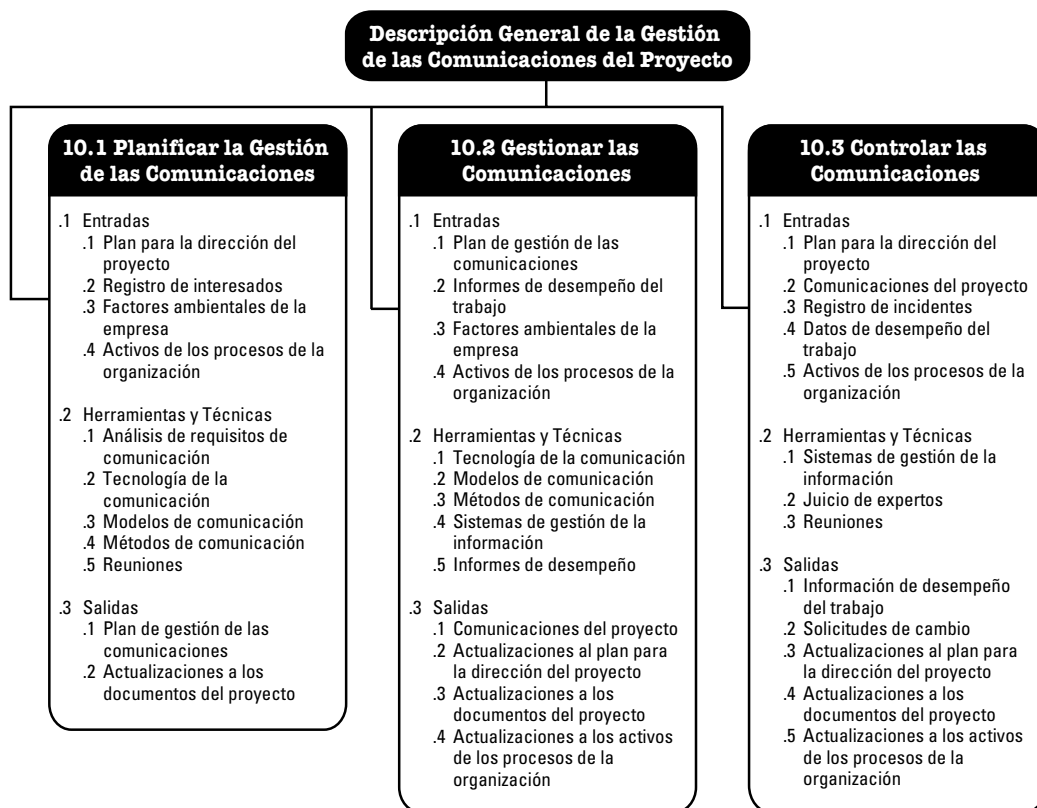 Descripción General de la Gestión
de las Comunicaciones del Proyecto
10.1 Planificar la Gestión
de las Comunicaciones
.1 Entradas
.1 Plan para la dirección del
proyecto
.2 Registro de interesados
.3 Factores ambientales de la
empresa
.4 Activos de los procesos de la
organización
.2 Herramientas y Técnicas
.1 Análisis de requisitos de
comunicación
.2 Tecnología de la
comunicación
.3 Modelos de comunicación
.4 Métodos de comunicación
.5 Reuniones
.3 Salidas
.1 Plan de gestión de las
comunicaciones
.2 Actualizaciones a los
documentos del proyecto
10.2 Gestionar las
Comunicaciones
.1 Entradas
.1 Plan de gestión de las
comunicaciones
.2 Informes de desempeño del
trabajo
.3 Factores ambientales de la
empresa
.4 Activos de los procesos de la
organización
.2 Herramientas y Técnicas
.1 Tecnología de la comunicación
.2 Modelos de comunicación
.3 Métodos de comunicación
.4 Sistemas de gestión de la
información
.5 Informes de desempeño
.3 Salidas
.1 Comunicaciones del proyecto
.2 Actualizaciones al plan para
la dirección del proyecto
.3 Actualizaciones a los
documentos del proyecto
.4 Actualizaciones a los activos
de los procesos de la
organización
10.3 Controlar las
Comunicaciones
.1 Entradas
.1 Plan para la dirección del
proyecto
.2 Comunicaciones del proyecto
.3 Registro de incidentes
.4 Datos de desempeño del
trabajo
.5 Activos de los procesos de la
organización
.2 Herramientas y Técnicas
.1 Sistemas de gestión de la
información
.2 Juicio de expertos
.3 Reuniones
.3 Salidas
.1 Información de desempeño
del trabajo
.2 Solicitudes de cambio
.3 Actualizaciones al plan para
la dirección del proyecto
.4 Actualizaciones a los
documentos del proyecto
.5 Actualizaciones a los activos
de los procesos de la
organización